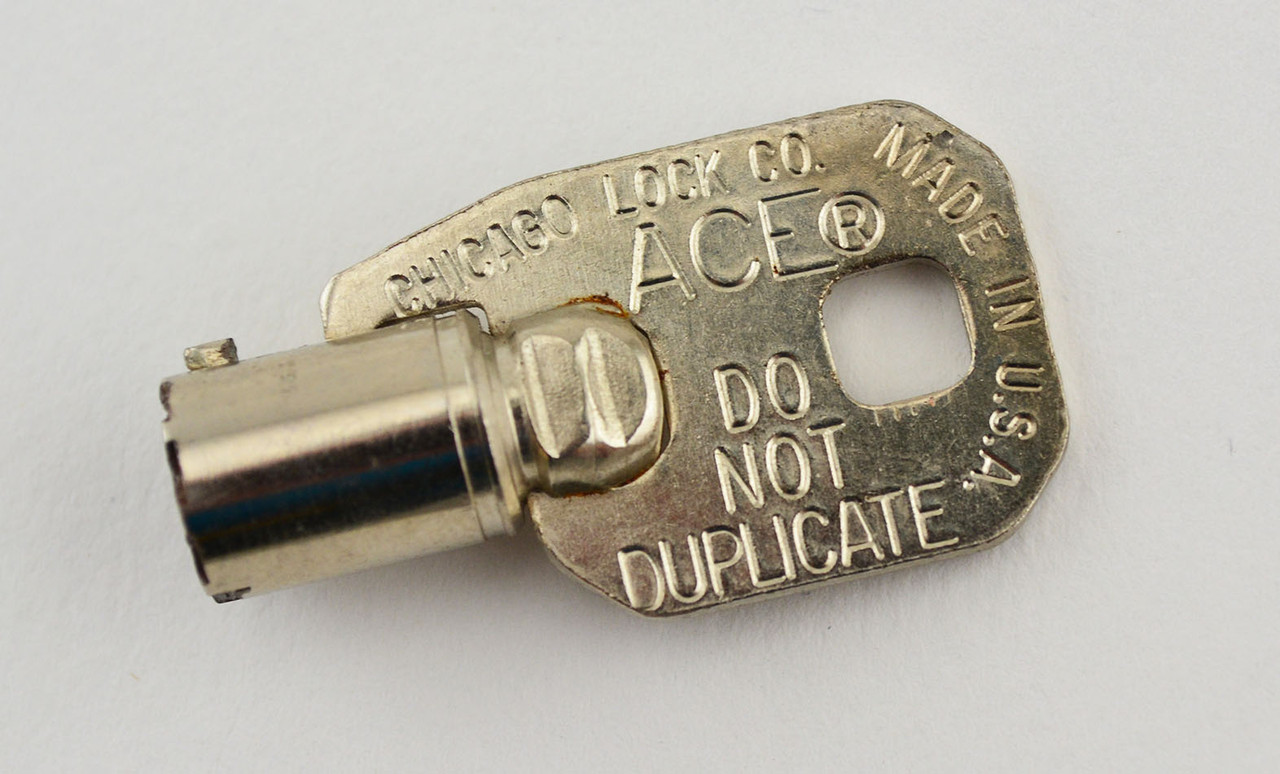 CHICAGO LOCK CO.
ACE®
MADE IN U.S.A.
DO
NOT
DUPLICATE